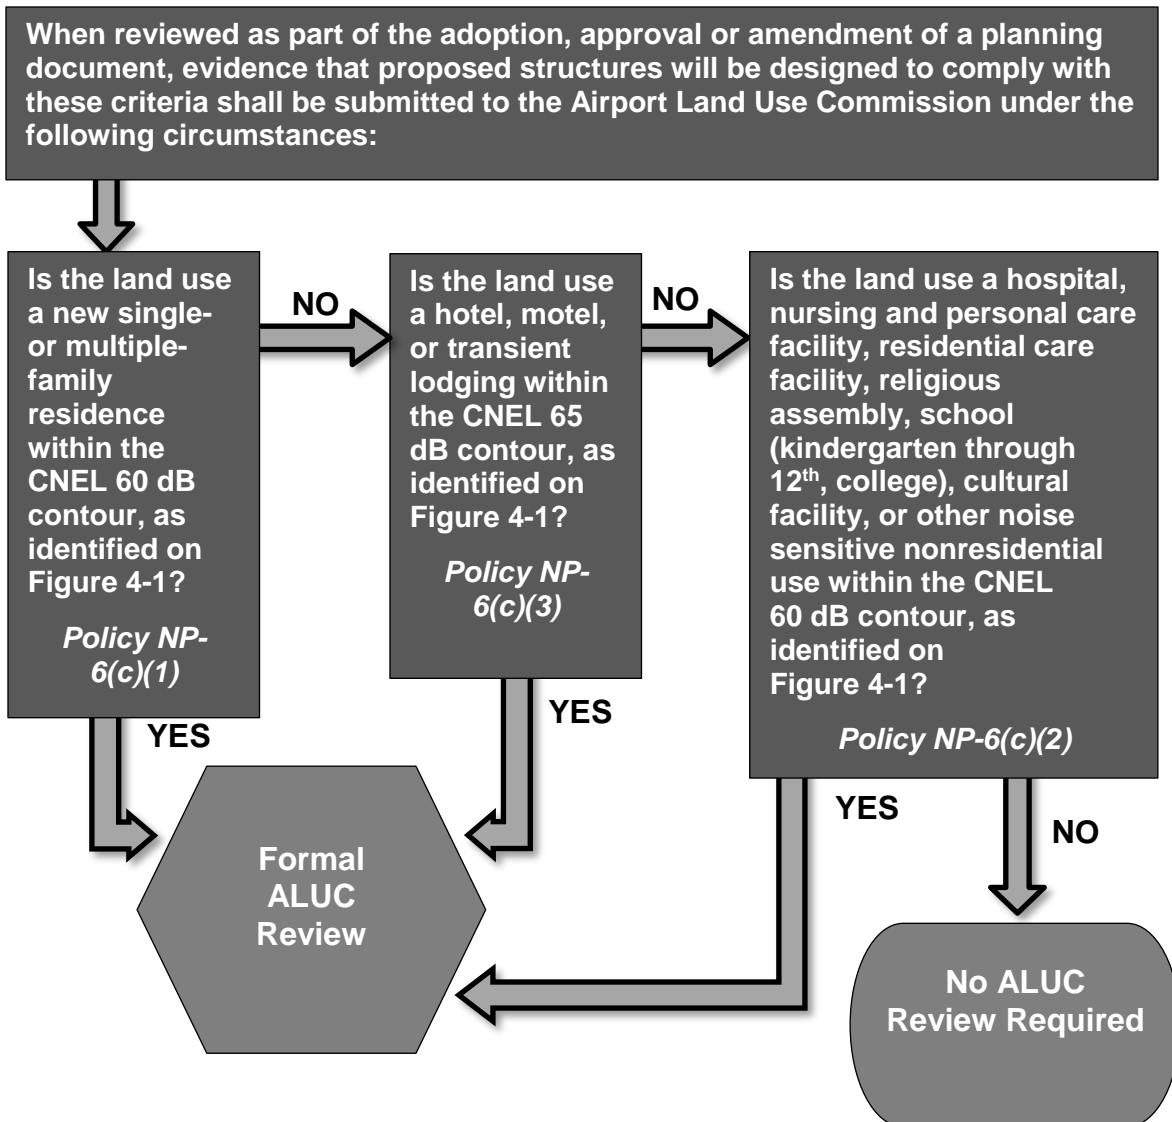 When reviewed as part of the adoption, approval or amendment of a planning
document, evidence that proposed structures will be designed to comply with
these criteria shall be submitted to the Airport Land Use Commission under the
following circumstances:
Is the land use
a new single-
or multiple-
family
residence
within the
CNEL 60 dB
contour, as
identified on
Figure 4-1?
Policy NP-
6(c)(1)
NO
Is the land use
a hotel, motel,
or transient
lodging within
the CNEL 65
dB contour, as
identified on
Figure 4-1?
Policy NP-
6(c)(3)
NO
Is the land use a hospital,
nursing and personal care
facility, residential care
facility, religious
assembly, school
(kindergarten through
12th, college), cultural
facility, or other noise
sensitive nonresidential
use within the CNEL
60 dB contour, as
identified on
Figure 4-1?
Policy NP-6(c)(2)
YES
YES
YES
NO
Formal
ALUC
Review
No ALUC
Review Required